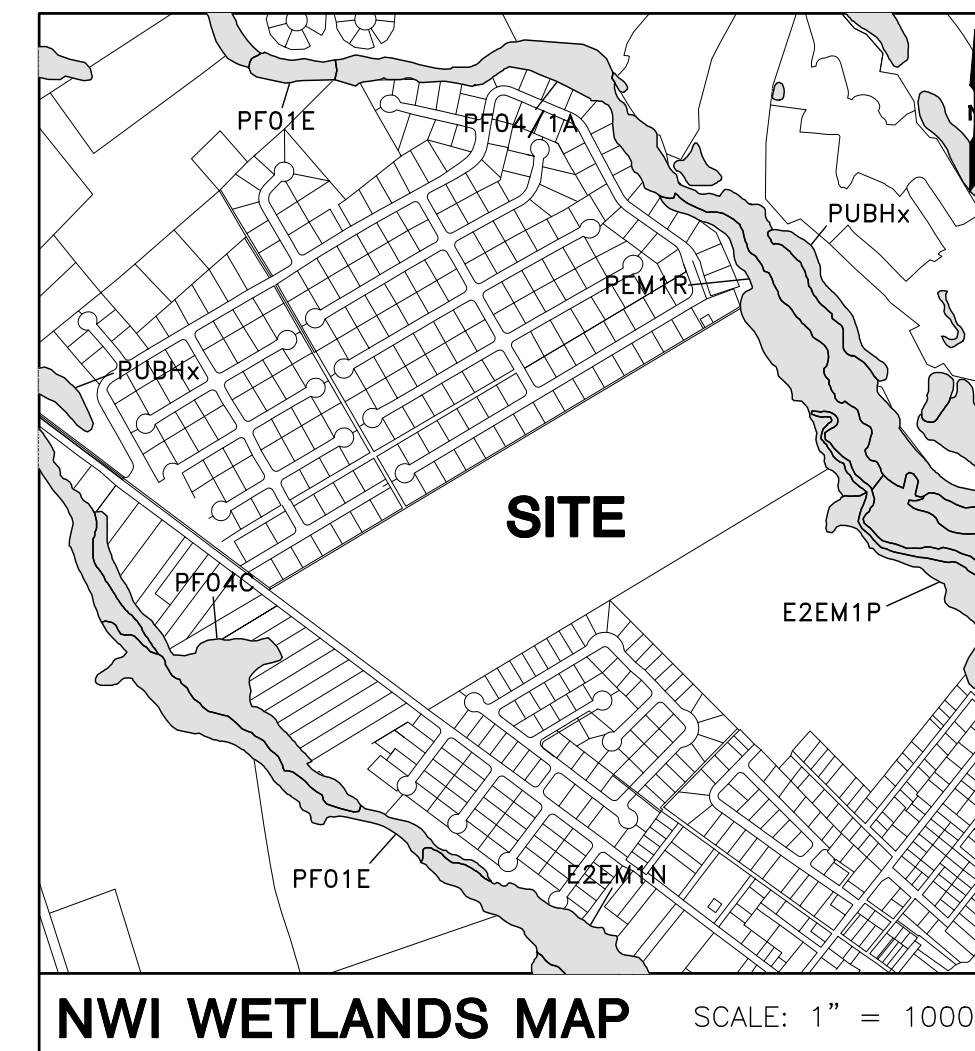 PF01E
PF04/1A
PUBHx
PEM1R
PUBHx
SITE
PF04C
E2EM1P
PF01E
E2EM1N
NWI WETLANDS MAP
SCALE: 1" = 1000